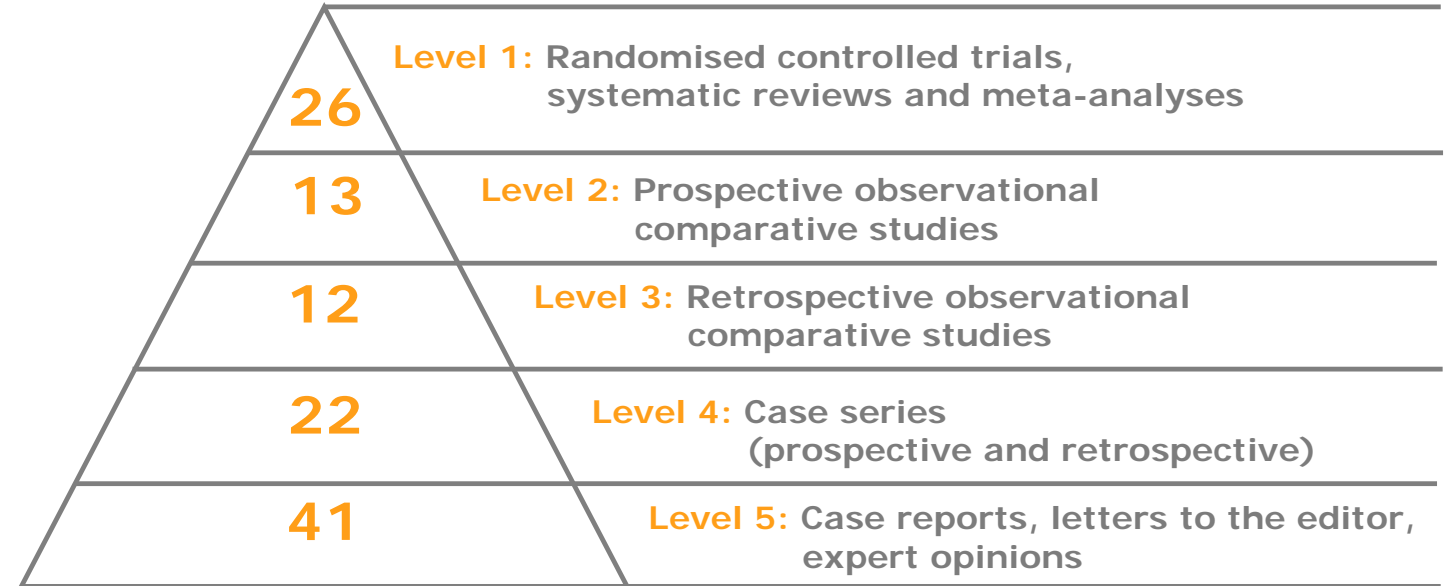 Level 1: Randomised controlled trials,
systematic reviews and meta-analyses
26
13
Level 2: Prospective observational
comparative studies
12
Level 3: Retrospective observational
comparative studies
22
Level 4: Case series
(prospective and retrospective)
41
Level 5: Case reports, letters to the editor,
expert opinions